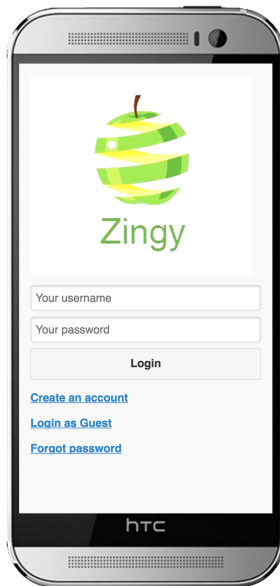 Zingy
Your username
Your password
Login
Create an account
Login as Guest
Forgot password
hTC